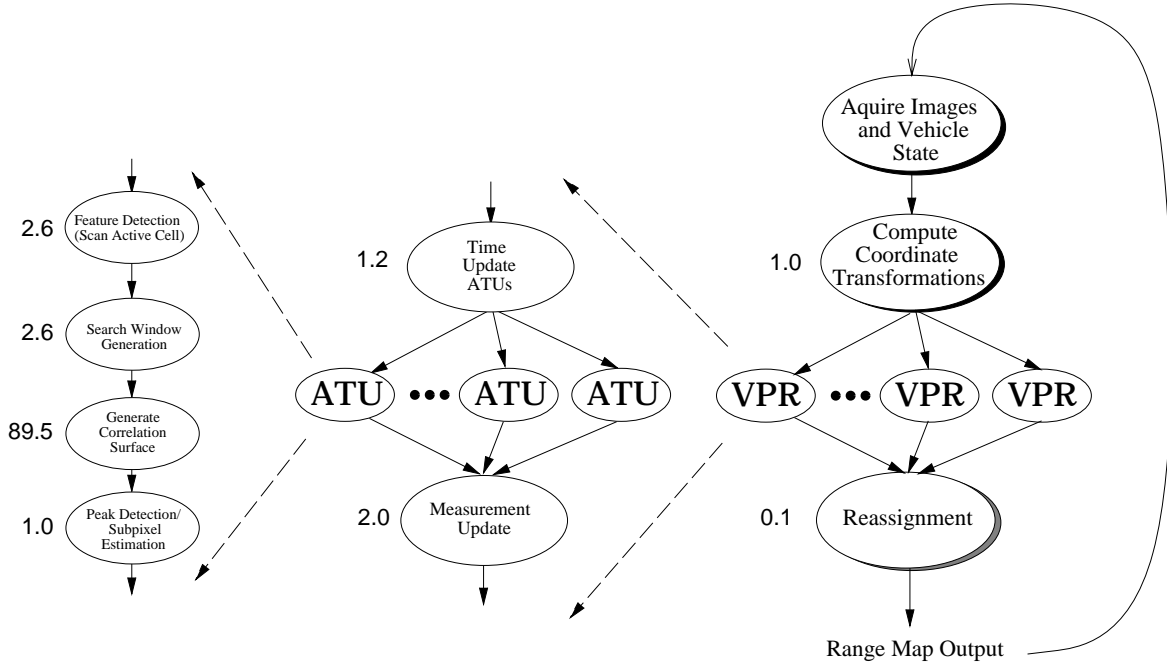 Aquire Images
and Vehicle
State
2.6
Feature Detection
(Scan Active Cell)
1.2
Time
Update
ATUs
1.0
Compute
Coordinate
Transformations
2.6
Search Window
Generation
ATU ••• ATU ATU
VPR ••• VPR VPR
89.5
Generate
Correlation
Surface
1.0
Peak Detection/
Subpixel
Estimation
2.0
Measurement
Update
0.1
Reassignment
Range Map Output